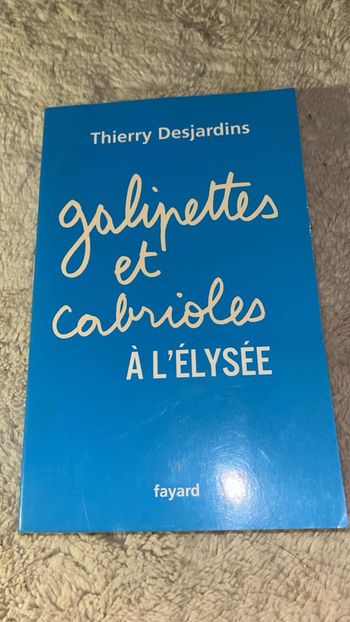 Thierry Desjardins
galipettes
et
cabrioles
À L'ÉLYSÉE
fayard